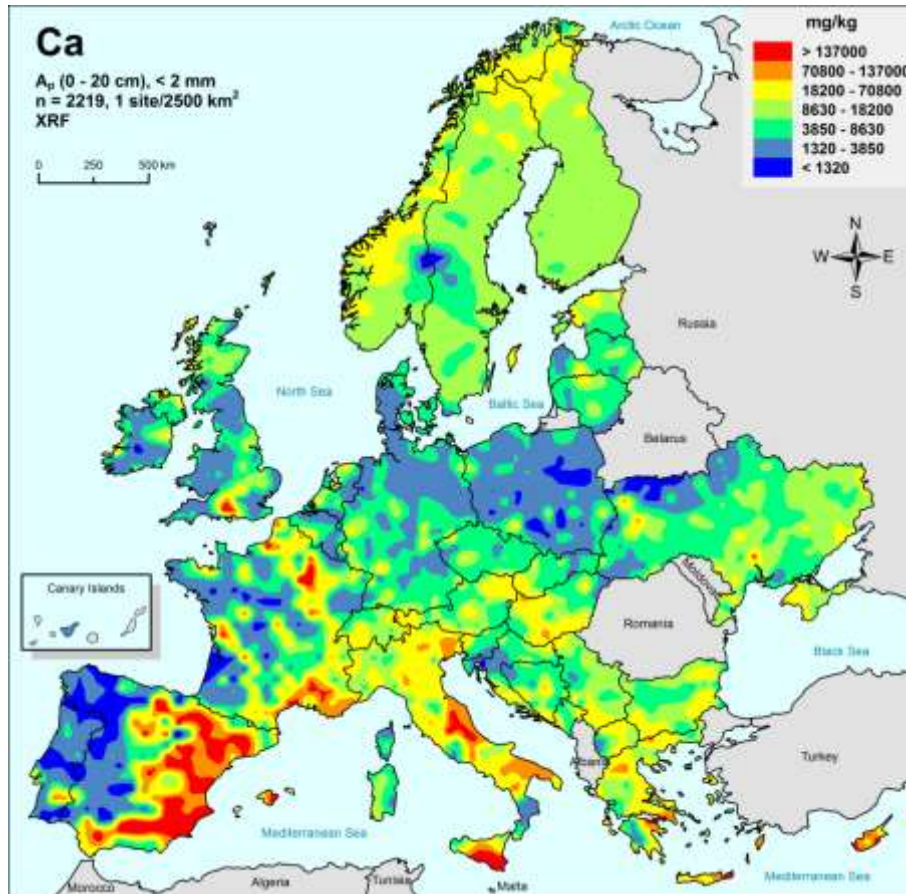 Ca
Ap (0 - 20 cm), < 2 mm
n = 2219, 1 site/2500 km²
XRF
0 250 500 km
mg/kg
> 137000
70800 - 137000
18200 - 70800
8630 - 18200
3850 - 8630
1320 - 3850
< 1320
Arctic Ocean
N
W E
S
Russia
North Sea
Baltic Sea
Belarus
Canary Islands
Moldova
Romania
Black Sea
Albania
Turkey
Mediterranean Sea
Mediterranean Sea
Morocco
Algeria
Tunisia
Malta